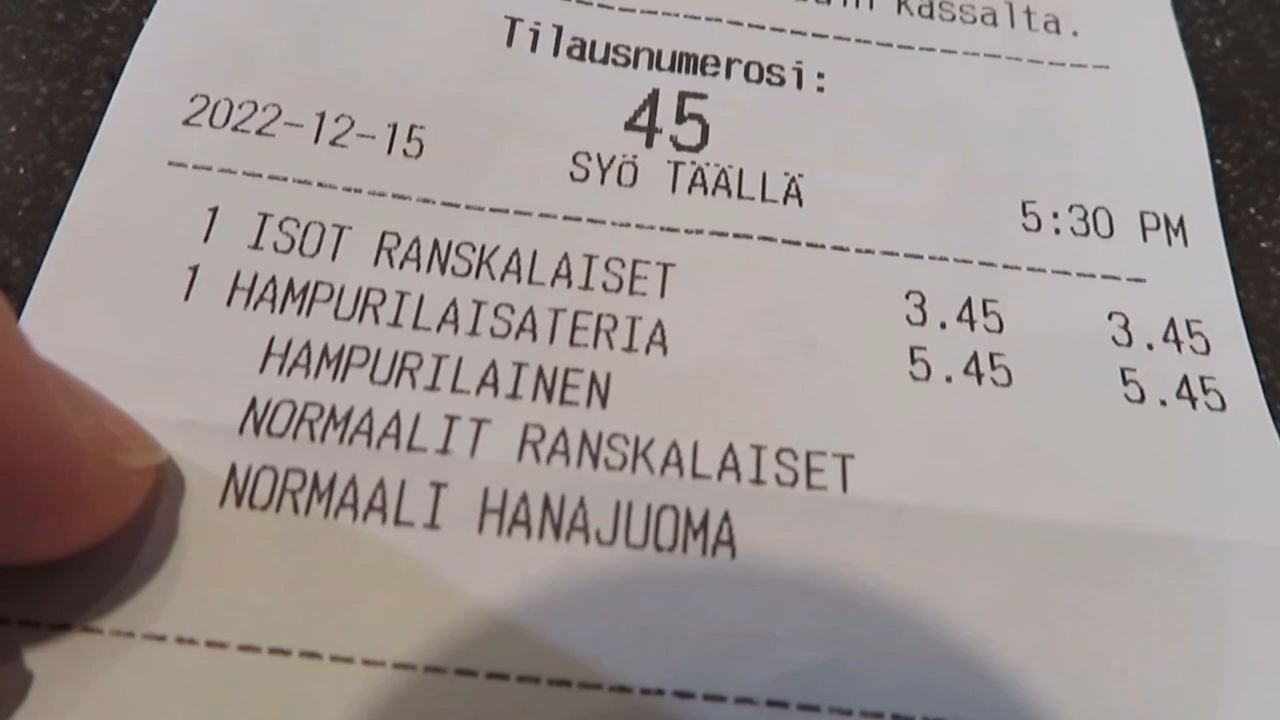 kassalta.
Tilausnumerosi:
45
2022-12-15 SYÖ TÄÄLLÄ 5:30 PM
1 ISOT RANSKALAISET 3.45 3.45
1 HAMPURILAISATERIA 5.45 5.45
HAMPURILAINEN
NORMAALIT RANSKALAISET
NORMAALI HANAJUOMA